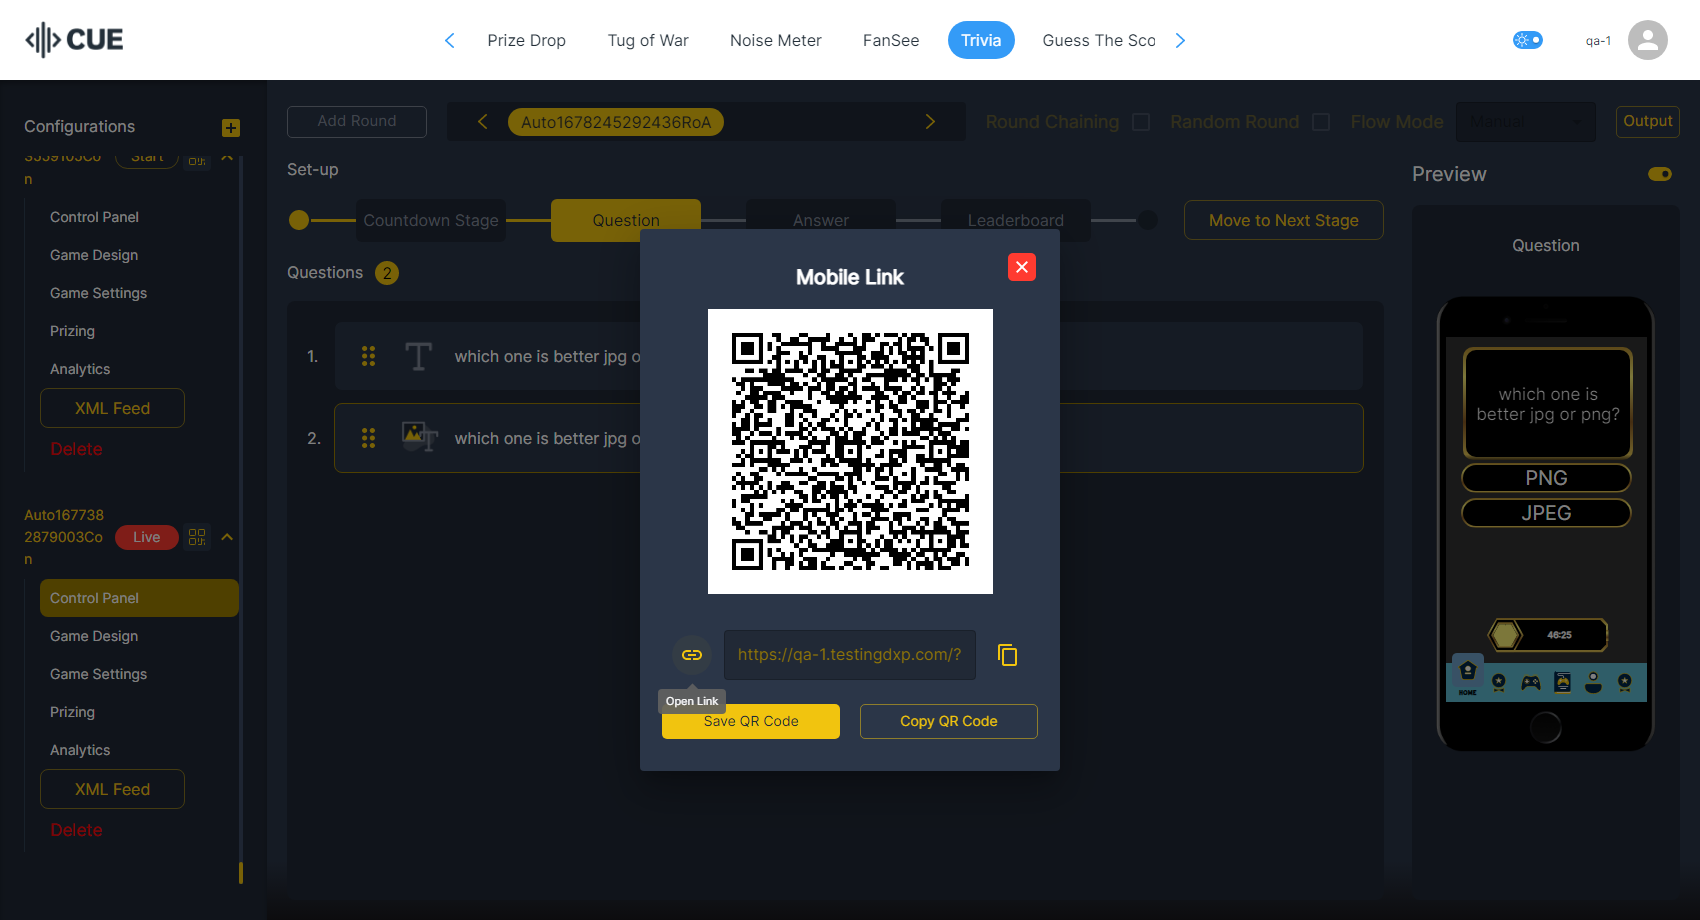 CUE
Prize Drop
Tug of War
Noise Meter
FanSee
Trivia
Guess The Sco
qa-1
Configurations
Start
n
Control Panel
Game Design
Game Settings
Prizing
Analytics
XML Feed
Delete
Auto167738
2879003Co
n
Live
Control Panel
Game Design
Game Settings
Prizing
Analytics
XML Feed
Delete
Add Round
Auto1678245292436RoA
Round Chaining
Random Round
Flow Mode
Manual
Output
Set-up
Countdown Stage
Question
Answer
Leaderboard
Move to Next Stage
Questions 2
1.
which one is better jpg o
2.
which one is better jpg o
Mobile Link
https://qa-1.testingdxp.com/?
Open Link
Save QR Code
Copy QR Code
Preview
Question
which one is
better jpg or png?
PNG
JPEG
46:25
HOME